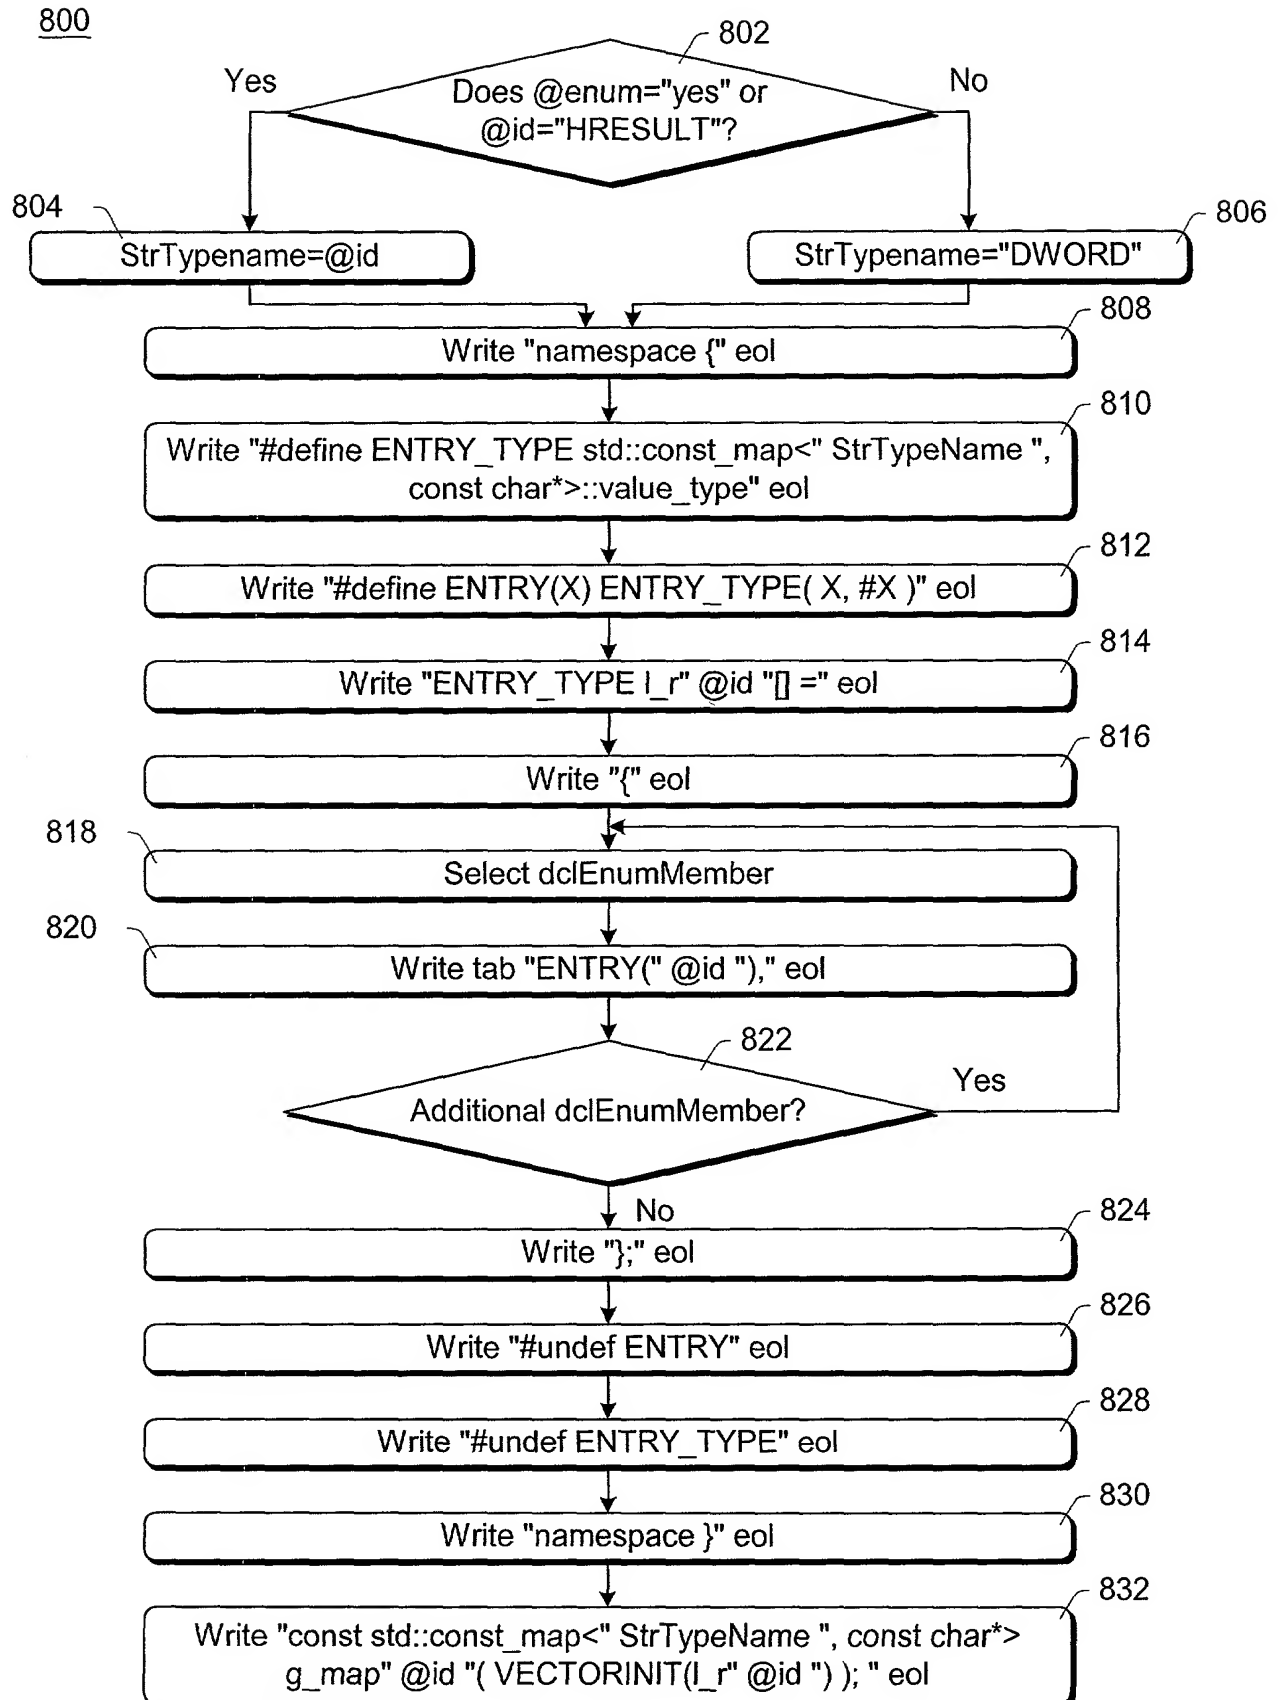 800
802
Yes
No
Does @enum="yes" or
@id="HRESULT"?
804
806
StrTypename=@id
StrTypename="DWORD"
808
Write "namespace {" eol
810
Write "#define ENTRY_TYPE std::const_map<" StrTypeName ",
const char*>::value_type" eol
812
Write "#define ENTRY(X) ENTRY_TYPE( X, #X )" eol
814
Write "ENTRY_TYPE l_r" @id "[] =" eol
816
Write "{" eol
818
Select dclEnumMember
820
Write tab "ENTRY(" @id ")," eol
822
Yes
Additional dclEnumMember?
No
824
Write "};" eol
826
Write "#undef ENTRY" eol
828
Write "#undef ENTRY_TYPE" eol
830
Write "namespace }" eol
832
Write "const std::const_map<" StrTypeName ", const char*>
g_map" @id "( VECTORINIT(l_r" @id ") ); " eol